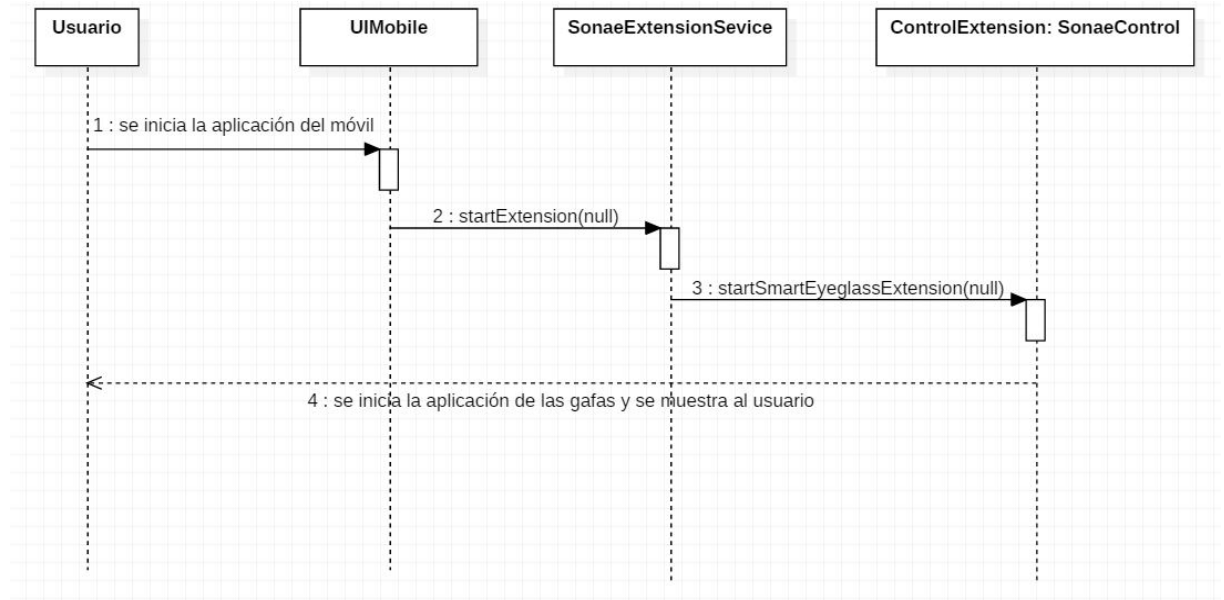 Usuario
UIMobile
SonaeExtensionSevice
ControlExtension: SonaeControl
1 : se inicia la aplicación del móvil
2 : startExtension(null)
3 : startSmartEyeglassExtension(null)
4 : se inicia la aplicación de las gafas y se muestra al usuario